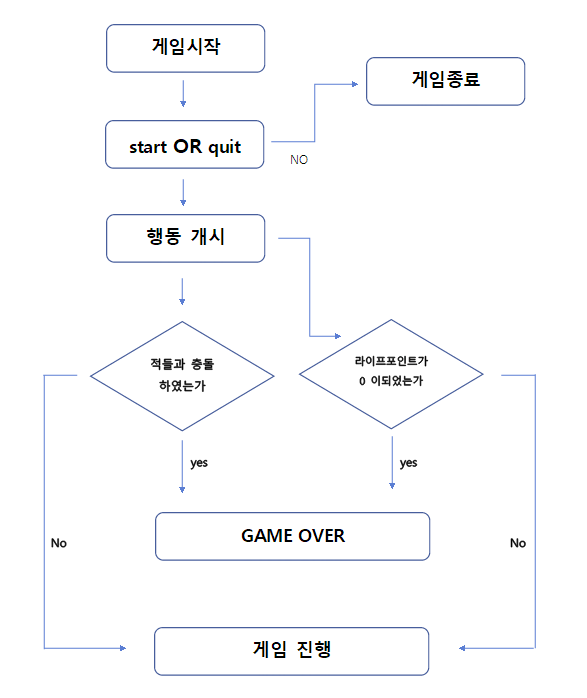 게임시작
게임종료
start OR quit
NO
행동 개시
적들과 충돌
하였는가
라이프포인트가
0 이되었는가
yes
yes
GAME OVER
No
No
게임 진행